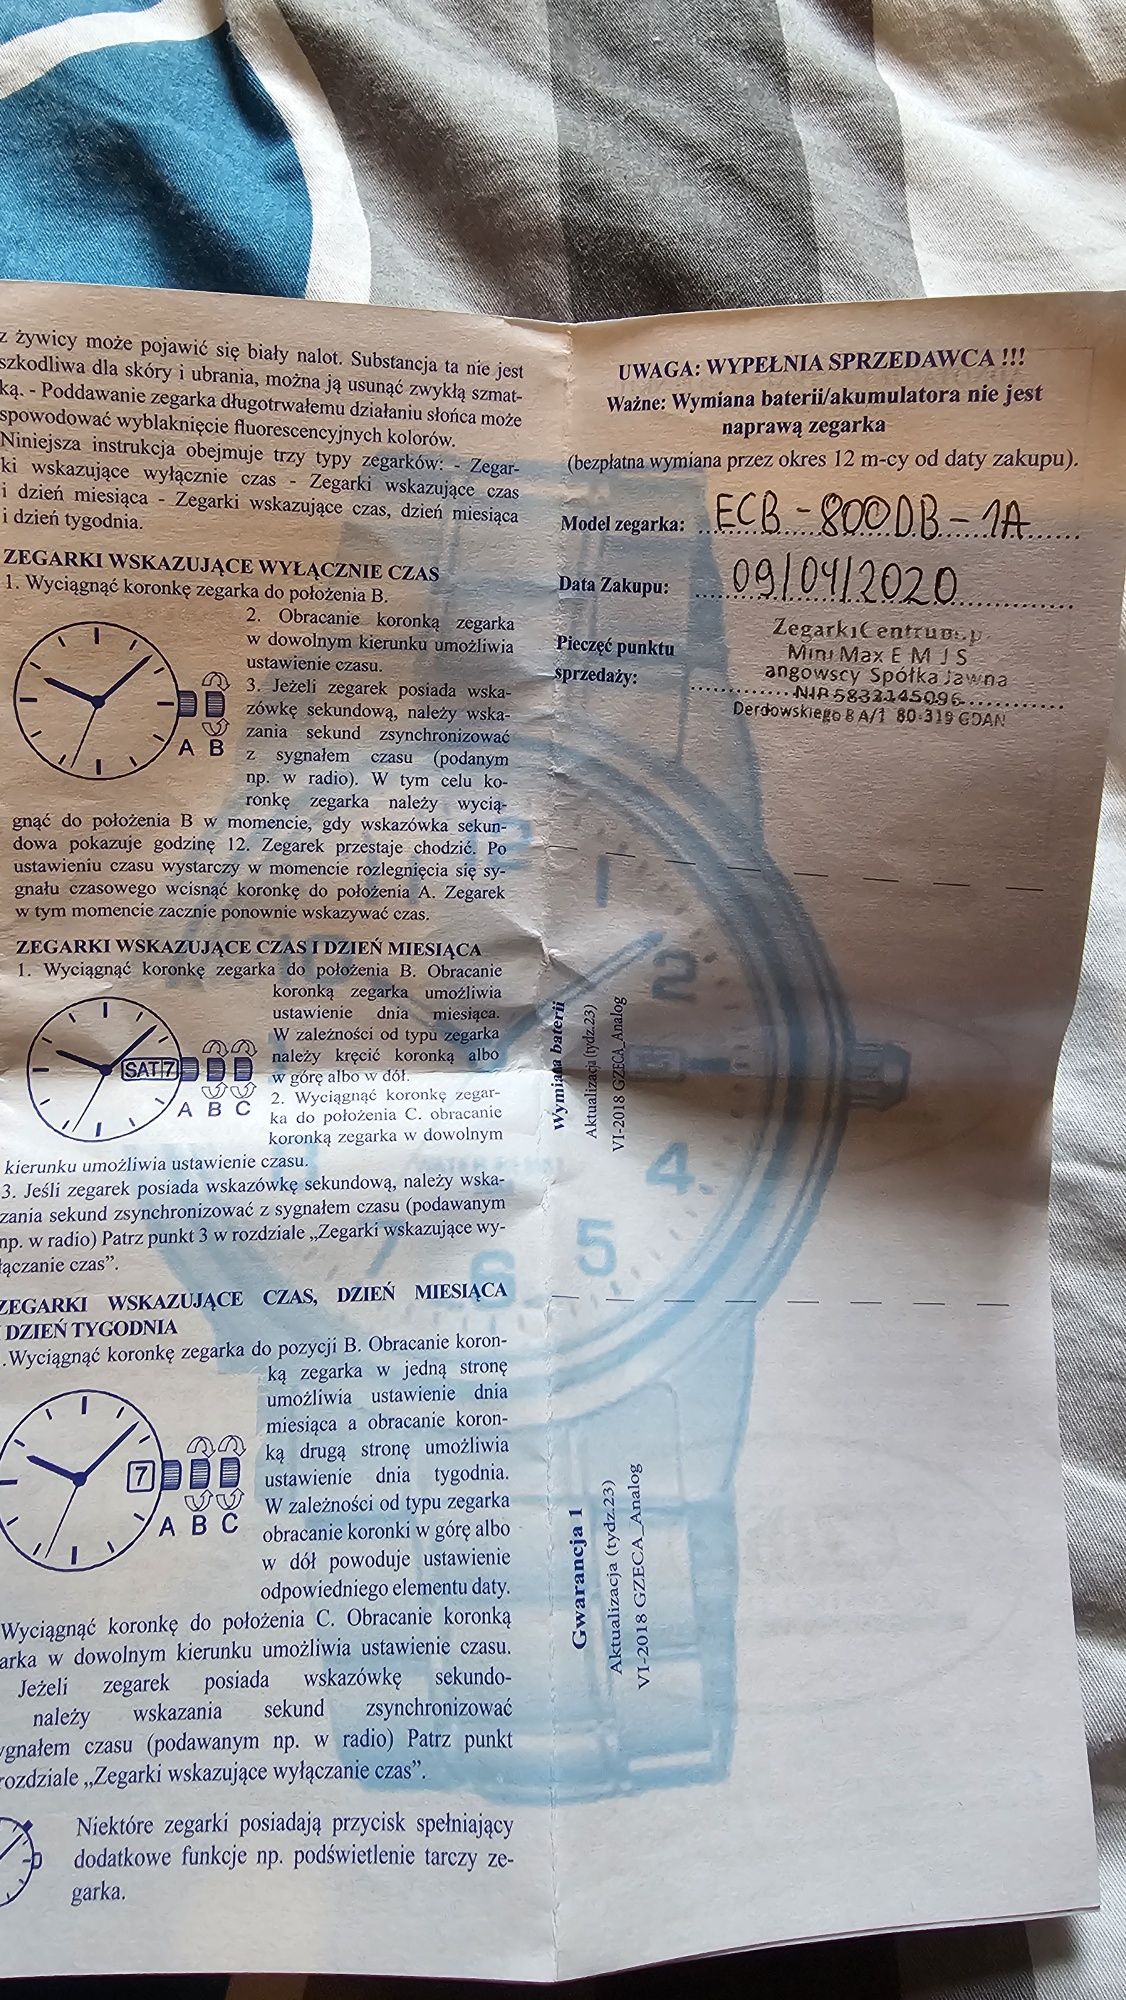 z żywicy może pojawić się biały nalot. Substancja ta nie jest
szkodliwa dla skóry i ubrania, można ją usunąć zwykłą szmat-
ką. - Poddawanie zegarka długotrwałemu działaniu słońca może
spowodować wyblaknięcie fluorescencyjnych kolorów.
Niniejsza instrukcja obejmuje trzy typy zegarków: - Zegar-
ki wskazujące wyłącznie czas - Zegarki wskazujące czas
i dzień miesiąca - Zegarki wskazujące czas, dzień miesiąca
i dzień tygodnia.
ZEGARKI WSKAZUJĄCE WYŁĄCZNIE CZAS
1. Wyciągnąć koronkę zegarka do położenia B.
2. Obracanie koronką zegarka
w dowolnym kierunku umożliwia
ustawienie czasu.
3. Jeżeli zegarek posiada wska-
zówkę sekundową, należy wska-
zania sekund zsynchronizować
z sygnałem czasu (podanym
np. w radio). W tym celu ko-
ronkę zegarka należy wycią-
gnąć do położenia B w momencie, gdy wskazówka sekun-
dowa pokazuje godzinę 12. Zegarek przestaje chodzić. Po
ustawieniu czasu wystarczy w momencie rozlegnięcia się sy-
gnału czasowego wcisnąć koronkę do położenia A. Zegarek
w tym momencie zacznie ponownie wskazywać czas.
A B
ZEGARKI WSKAZUJĄCE CZAS I DZIEŃ MIESIĄCA
1. Wyciągnąć koronkę zegarka do położenia B. Obracanie
koronką zegarka umożliwia
ustawienie dnia miesiąca.
W zależności od typu zegarka
należy kręcić koronką albo
w górę albo w dół.
2. Wyciągnąć koronkę zegar-
ka do położenia C. obracanie
koronką zegarka w dowolnym
kierunku umożliwia ustawienie czasu.
SAT 7
A B C
3. Jeśli zegarek posiada wskazówkę sekundową, należy wska-
zania sekund zsynchronizować z sygnałem czasu (podawanym
np. w radio) Patrz punkt 3 w rozdziale „Zegarki wskazujące wy-
łączanie czas”.
ZEGARKI WSKAZUJĄCE CZAS, DZIEŃ MIESIĄCA
I DZIEŃ TYGODNIA
.Wyciągnąć koronkę zegarka do pozycji B. Obracanie koron-
ką zegarka w jedną stronę
umożliwia ustawienie dnia
miesiąca a obracanie koron-
ką drugą stronę umożliwia
ustawienie dnia tygodnia.
W zależności od typu zegarka
obracanie koronki w górę albo
w dół powoduje ustawienie
odpowiedniego elementu daty.
7
A B C
Wyciągnąć koronkę do położenia C. Obracanie koronką
arka w dowolnym kierunku umożliwia ustawienie czasu.
Jeżeli zegarek posiada wskazówkę sekundo-
należy wskazania sekund zsynchronizować
ygnałem czasu (podawanym np. w radio) Patrz punkt
rozdziale „Zegarki wskazujące wyłączanie czas”.
Niektóre zegarki posiadają przycisk spełniający
dodatkowe funkcje np. podświetlenie tarczy ze-
garka.
UWAGA: WYPEŁNIA SPRZEDAWCA !!!
Ważne: Wymiana baterii/akumulatora nie jest
naprawą zegarka
(bezpłatna wymiana przez okres 12 m-cy od daty zakupu).
Model zegarka: ECB-800DB-1A
Data Zakupu: 09/04/2020
Pieczęć punktu
sprzedaży:
ZegarkiCentrum
Mini Max E M J S
angowscy Spółka Jawna
NIP 5832145096
Derdowskiego 8 A/1 80-319 GDAŃ
Wymiana baterii
Aktualizacja (tydz.23)
VI-2018 GZECA_Analog
Gwarancja 1
Aktualizacja (tydz.23)
VI-2018 GZECA_Analog
12
1
2
4
5
6
10